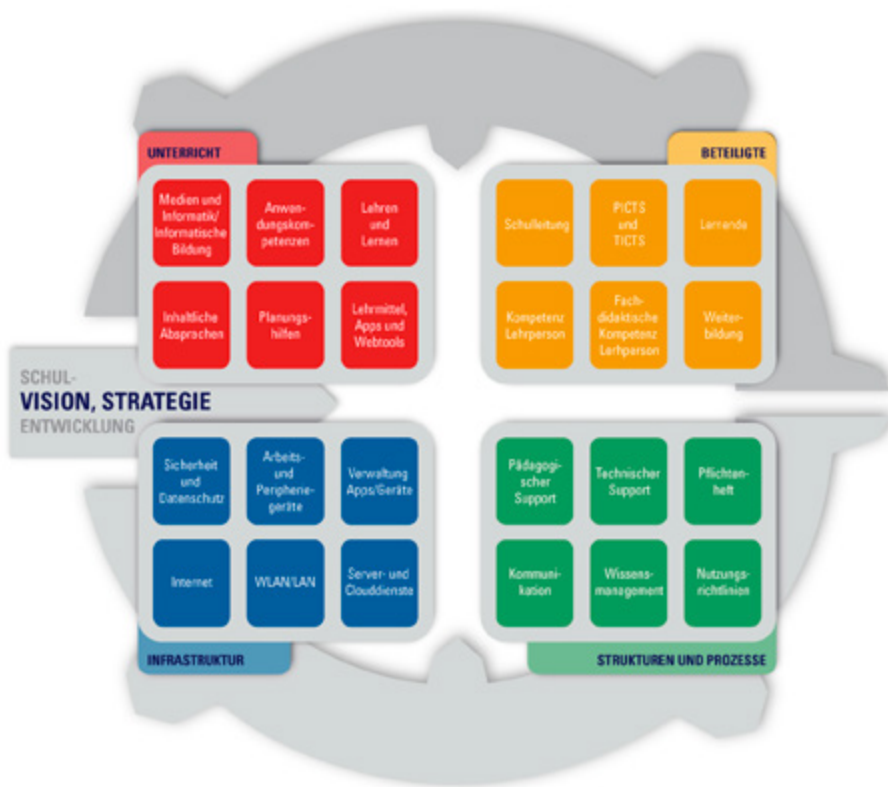 UNTERRICHT
Medien und
Informatik/
Informatische
Bildung
Anwen-
dungskom-
petenzen
Lehren
und
Lernen
Inhaltliche
Absprachen
Planungs-
hilfen
Lehrmittel,
Apps und
Webtools
BETEILIGTE
Schulleitung
PICTS
und
TICTS
Lernende
Kompetenz
Lehrperson
Fach-
didaktische
Kompetenz
Lerhperson
Weiter-
bildung
SCHUL-
VISION, STRATEGIE
ENTWICKLUNG
Sicherheit
und
Datenschutz
Arbeits-
und
Peripherie-
geräte
Verwaltung
Apps/Geräte
Internet
WLAN/LAN
Server- und
Clouddienste
INFRASTRUKTUR
Pädagogi-
scher
Support
Technischer
Support
Pflichten-
heft
Kommuni-
kation
Wissens-
management
Nutzungs-
richtlinien
STRUKTUREN UND PROZESSE